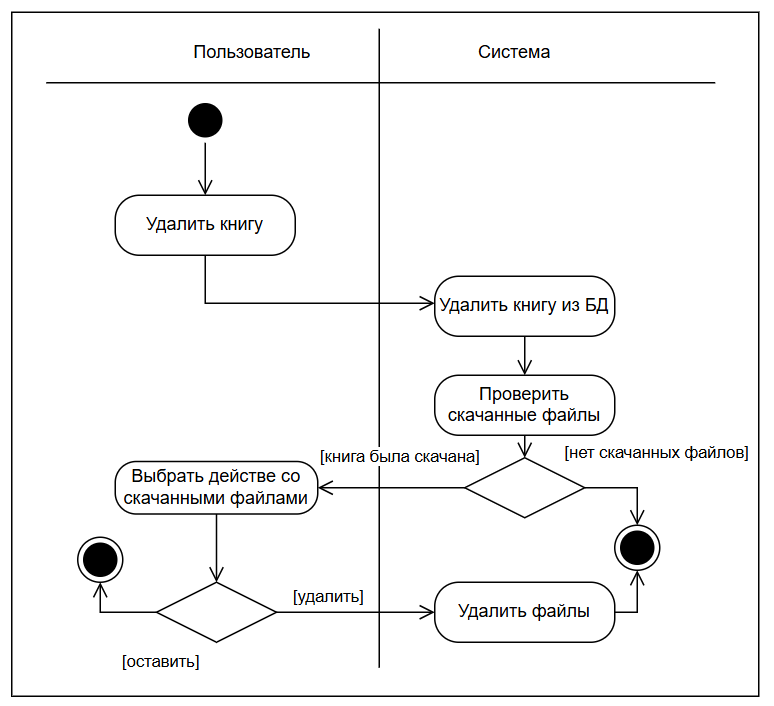 Пользователь
Система
Удалить книгу
Удалить книгу из БД
Проверить
скачанные файлы
[книга была скачана]
[нет скачанных файлов]
Выбрать действе со
скачанными файлами
[удалить]
Удалить файлы
[оставить]